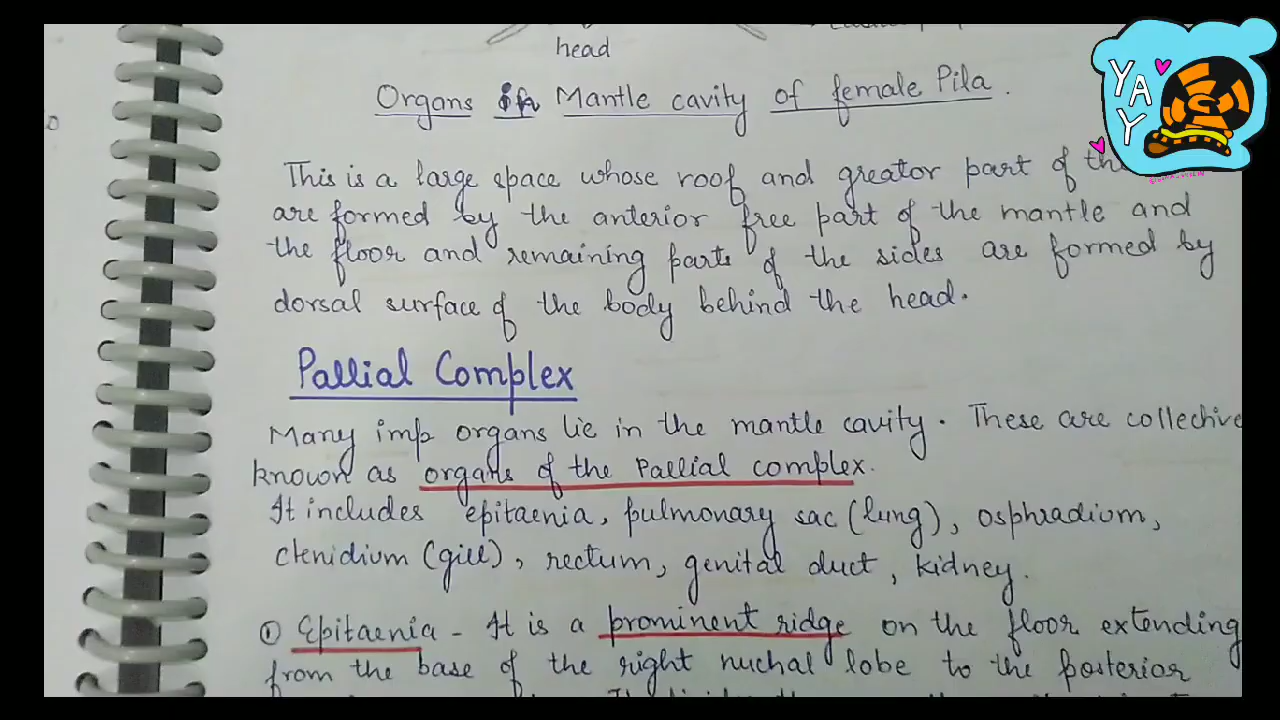 head
Organs in Mantle cavity of female Pila.
This is a large space whose roof and greator part of the
are formed by the anterior free part of the mantle and
the floor and remaining parts of the sides are formed by
dorsal surface of the body behind the head.
Pallial Complex
Many imp organs lie in the mantle cavity. These are collective
known as organs of the Pallial complex.
It includes epitaenia, pulmonary sac (lung), osphradium,
ctenidium (gill), rectum, genital duct, kidney.
① Epitaenia - It is a prominent ridge on the floor extending
from the base of the right nuchal lobe to the posterior
YAY